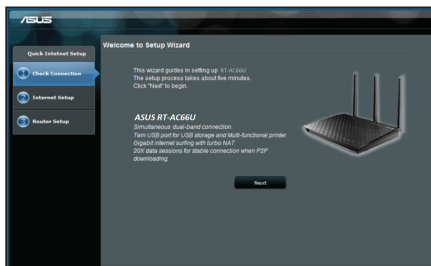 ASUS
Quick Internet Setup
Check Connection
2 Internet Setup
3 Router Setup
Welcome to Setup Wizard
This wizard guides in setting up RT-AC66U
The setup process takes about five minutes.
Click "Next" to begin.
ASUS RT-AC66U
Simultaneous dual-band connection.
Twin USB port for USB storage and Multi-functional printer
Gigabit internet surfing with turbo NAT.
20X data sessions for stable connection when P2P
downloading.
Next